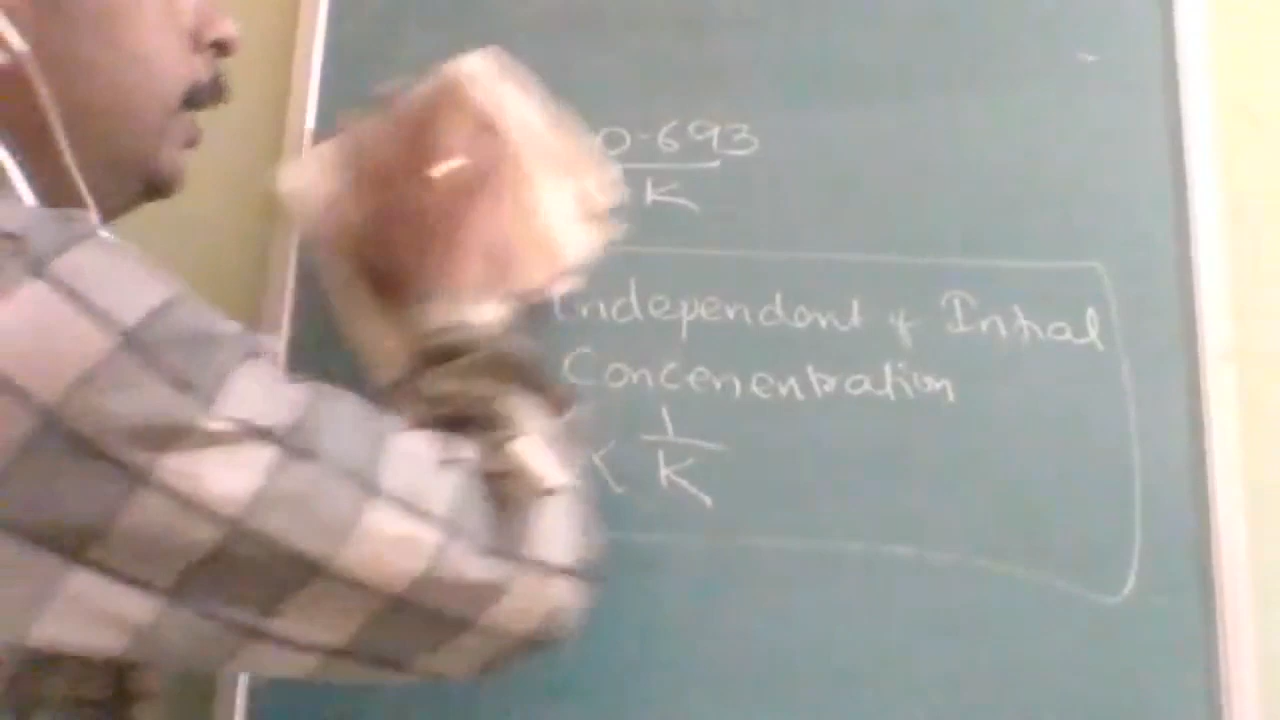 0.693
K
Independent of Initial
Concenentration
∝ 1
K